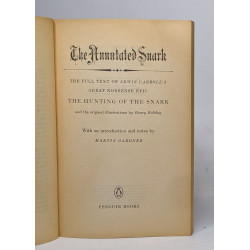 The Annotated Snark
THE FULL TEXT OF LEWIS CARROLL'S
GREAT NONSENSE EPIC
THE HUNTING OF THE SNARK
and the original illustrations by Henry Holiday
With an introduction and notes by
MARTIN GARDNER
PENGUIN BOOKS